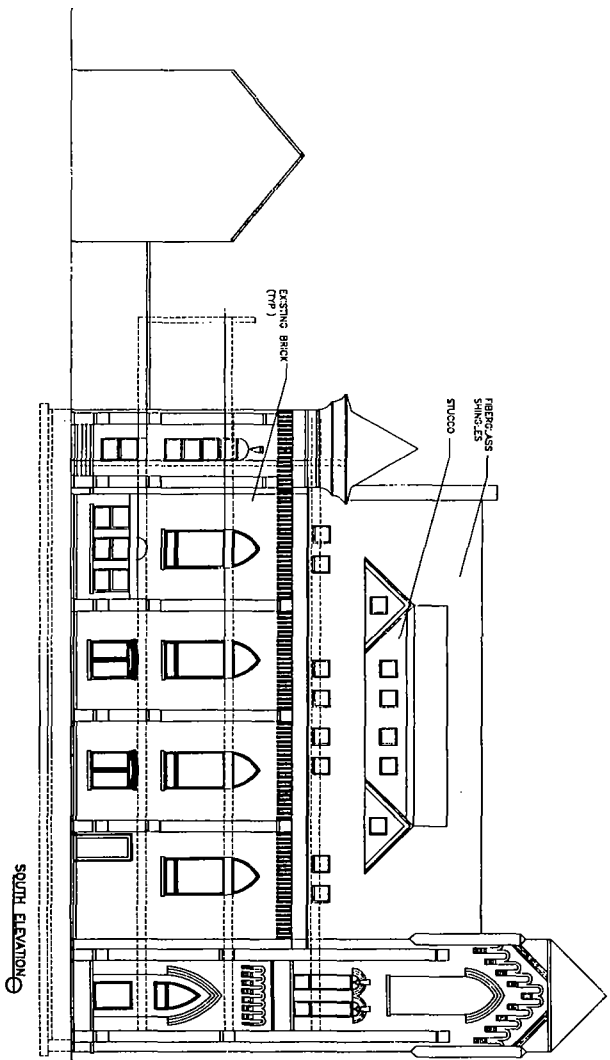 FIBERGLASS
SHINGLES
STUCCO
EXISTING BRICK
(TYP.)
SOUTH ELEVATION